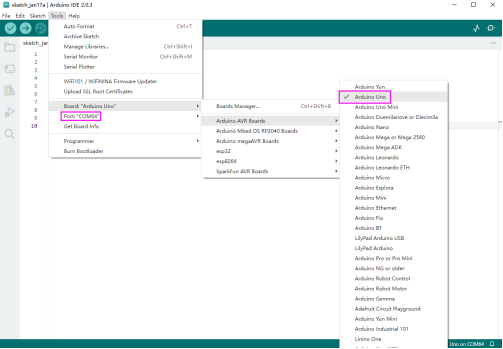 sketch_jan17a | Arduino IDE 2.0.3
File Edit Sketch Tools Help
sketch_jan
1
2
3
4
5
6
7
8
9
10
Auto Format Ctrl+T
Archive Sketch
Manage Libraries... Ctrl+Shift+I
Serial Monitor Ctrl+Shift+M
Serial Plotter
WiFi101 / WiFiNINA Firmware Updater
Upload SSL Root Certificates
Board: "Arduino Uno"
Port: "COM64"
Get Board Info
Programmer
Burn Bootloader
Boards Manager... Ctrl+Shift+B
Arduino AVR Boards
Arduino Mbed OS RP2040 Boards
Arduino megaAVR Boards
esp32
esp8266
SparkFun AVR Boards
Arduino Yún
Arduino Uno
Arduino Uno Mini
Arduino Duemilanove or Diecimila
Arduino Nano
Arduino Mega or Mega 2560
Arduino Mega ADK
Arduino Leonardo
Arduino Leonardo ETH
Arduino Micro
Arduino Esplora
Arduino Mini
Arduino Ethernet
Arduino Fio
Arduino BT
LilyPad Arduino USB
LilyPad Arduino
Arduino Pro or Pro Mini
Arduino NG or older
Arduino Robot Control
Arduino Robot Motor
Arduino Gemma
Adafruit Circuit Playground
Arduino Yún Mini
Arduino Industrial 101
Linino One
Uno on COM64